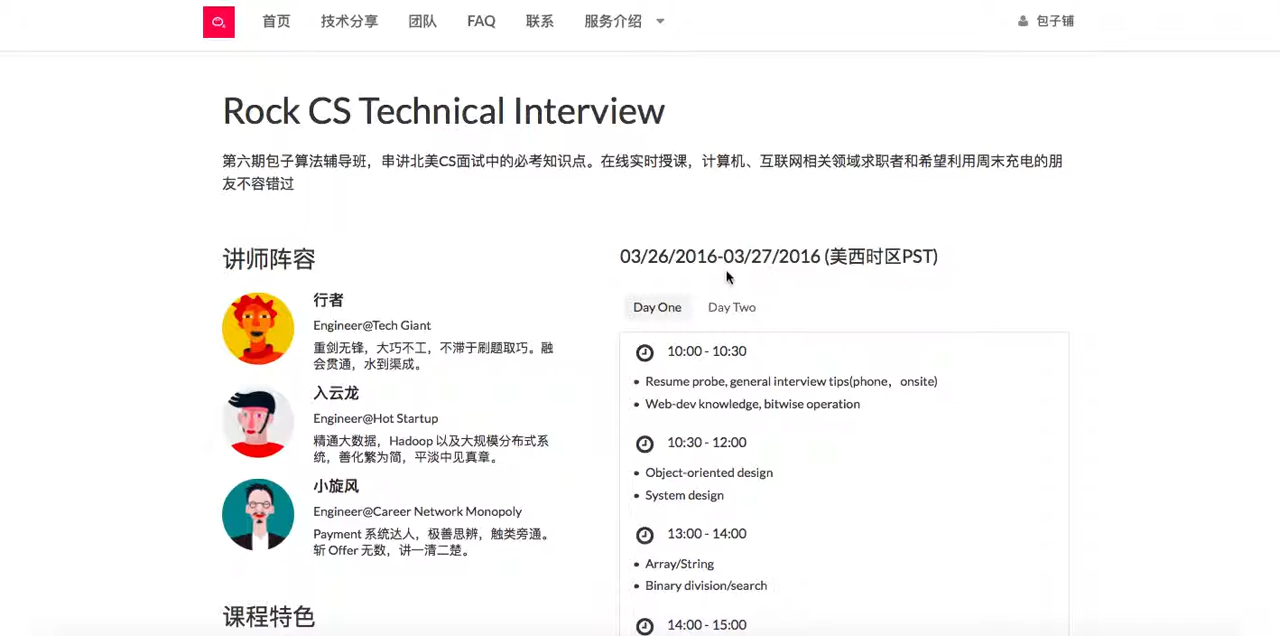 首页 技术分享 团队 FAQ 联系 服务介绍 包子铺
Rock CS Technical Interview
第六期包子算法辅导班，串讲北美CS面试中的必考知识点。在线实时授课，计算机、互联网相关领域求职者和希望利用周末充电的朋
友不容错过
讲师阵容
行者
Engineer@Tech Giant
重剑无锋，大巧不工，不滞于刷题取巧。融
会贯通，水到渠成。
入云龙
Engineer@Hot Startup
精通大数据，Hadoop 以及大规模分布式系
统，善化繁为简，平淡中见真章。
小旋风
Engineer@Career Network Monopoly
Payment 系统达人，极善思辨，触类旁通。
斩 Offer 无数，讲一清二楚。
课程特色
03/26/2016-03/27/2016 (美西时区PST)
Day One Day Two
10:00 - 10:30
• Resume probe, general interview tips(phone，onsite)
• Web-dev knowledge, bitwise operation
10:30 - 12:00
• Object-oriented design
• System design
13:00 - 14:00
• Array/String
• Binary division/search
14:00 - 15:00